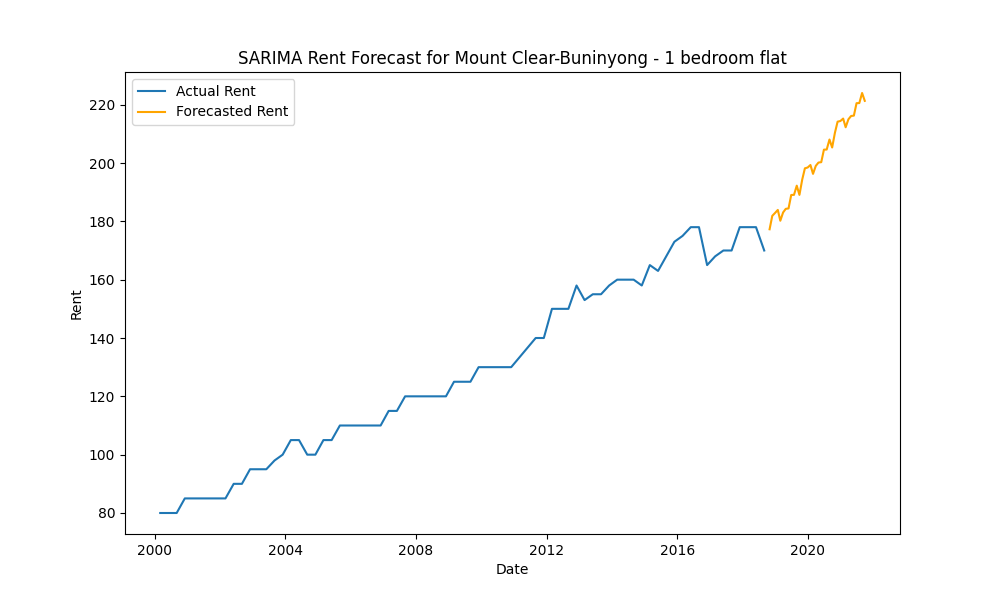 SARIMA Rent Forecast for Mount Clear-Buninyong - 1 bedroom flat
Actual Rent
Forecasted Rent
Rent
220
200
180
160
140
120
100
80
2000 2004 2008 2012 2016 2020
Date